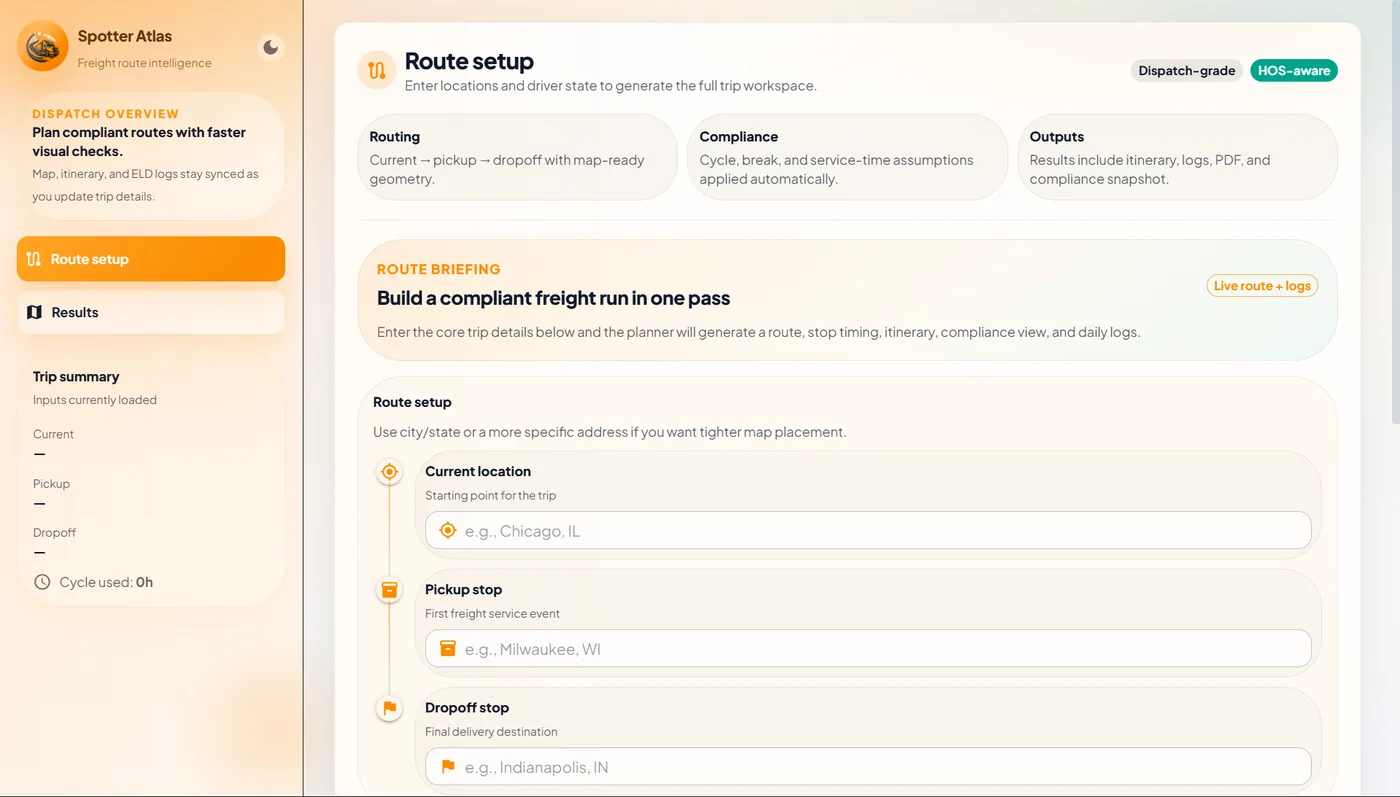 Spotter Atlas
Freight route intelligence
DISPATCH OVERVIEW
Plan compliant routes with faster
visual checks.
Map, itinerary, and ELD logs stay synced as
you update trip details.
Route setup
Results
Trip summary
Inputs currently loaded
Current
—
Pickup
—
Dropoff
—
Cycle used: 0h
Route setup
Enter locations and driver state to generate the full trip workspace.
Dispatch-grade
HOS-aware
Routing
Current → pickup → dropoff with map-ready
geometry.
Compliance
Cycle, break, and service-time assumptions
applied automatically.
Outputs
Results include itinerary, logs, PDF, and
compliance snapshot.
ROUTE BRIEFING
Build a compliant freight run in one pass
Enter the core trip details below and the planner will generate a route, stop timing, itinerary, compliance view, and daily logs.
Live route + logs
Route setup
Use city/state or a more specific address if you want tighter map placement.
Current location
Starting point for the trip
e.g., Chicago, IL
Pickup stop
First freight service event
e.g., Milwaukee, WI
Dropoff stop
Final delivery destination
e.g., Indianapolis, IN